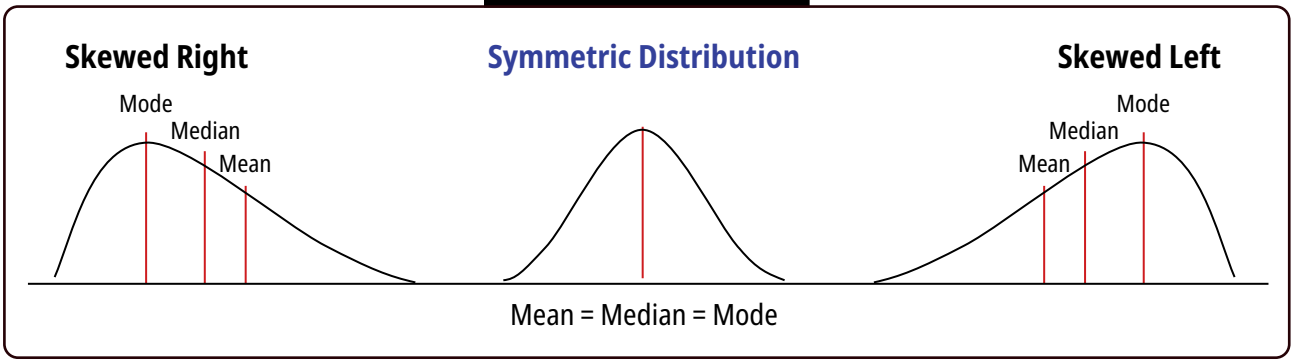 Skewed Right
Mode
Median
Mean
Symmetric Distribution
Mean = Median = Mode
Skewed Left
Mode
Median
Mean